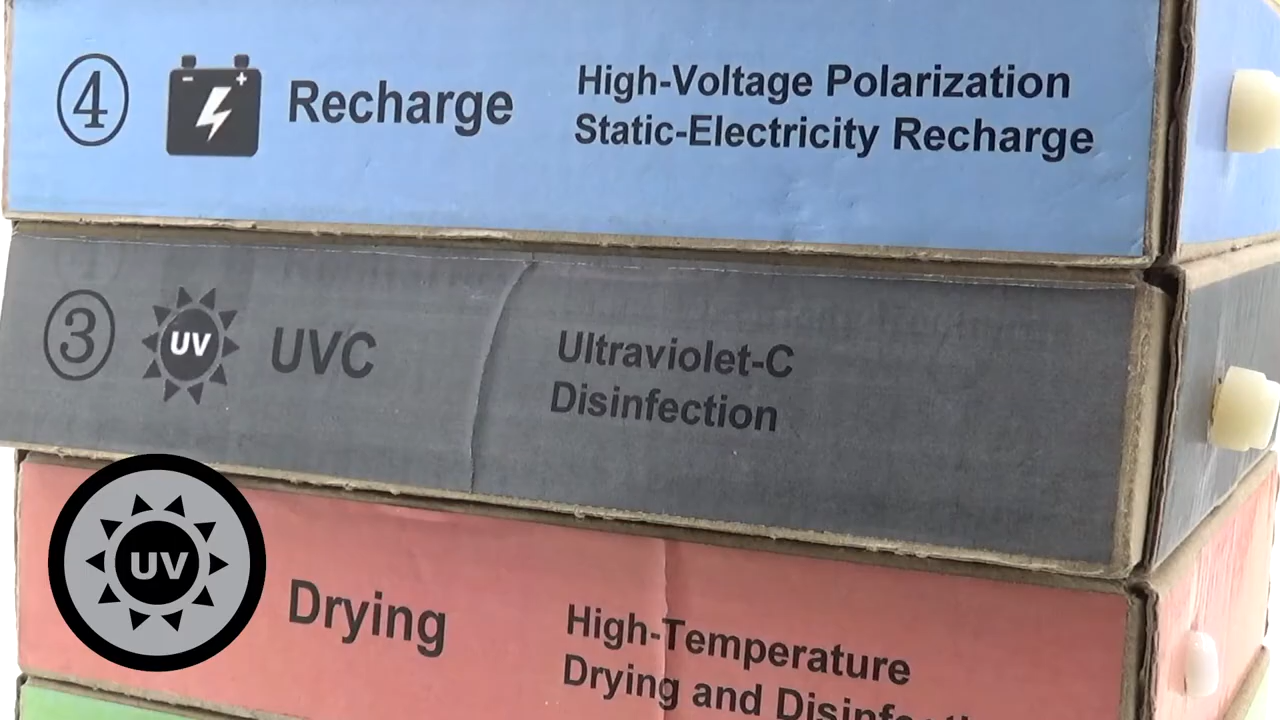 ④ - + Recharge
High-Voltage Polarization
Static-Electricity Recharge
③ UV UVC
Ultraviolet-C
Disinfection
UV Drying
High-Temperature
Drying and